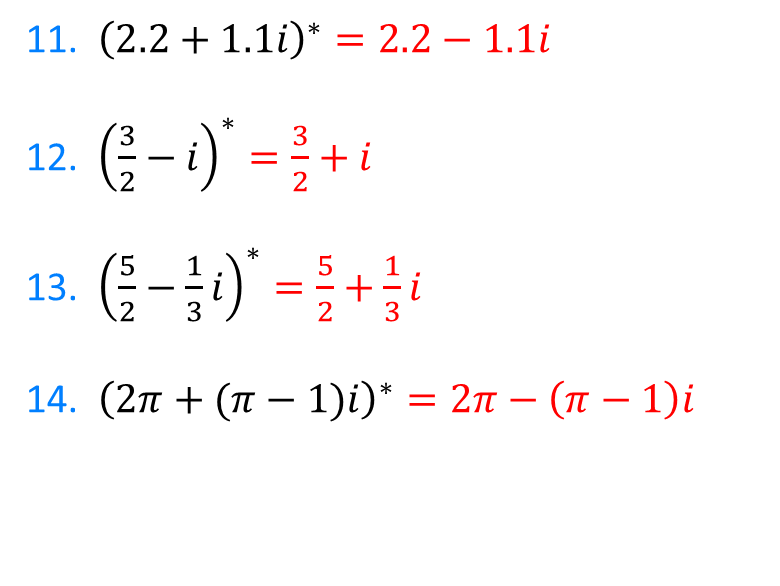 11. (2.2 + 1.1i)* = 2.2 − 1.1i
12. (3/2 − i)* = 3/2 + i
13. (5/2 − 1/3 i)* = 5/2 + 1/3 i
14. (2π + (π − 1)i)* = 2π − (π − 1)i